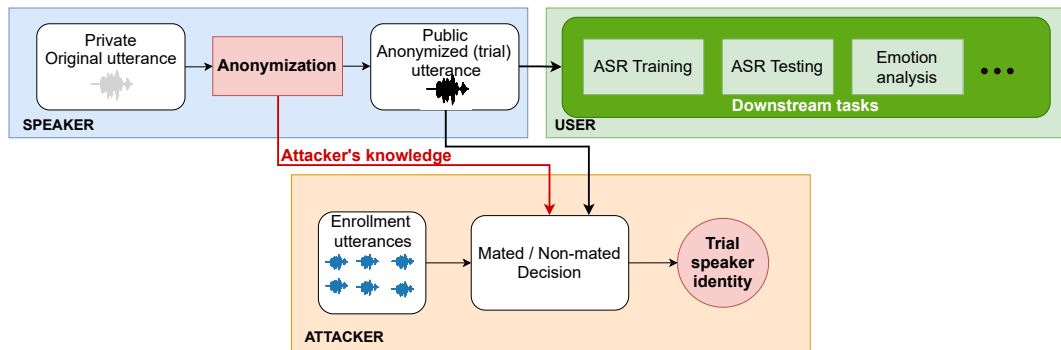 Private
Original utterance
Anonymization
Public
Anonymized (trial)
utterance
SPEAKER
ASR Training
ASR Testing
Emotion
analysis
Downstream tasks
USER
Attacker's knowledge
Enrollment
utterances
Mated / Non-mated
Decision
Trial
speaker
identity
ATTACKER